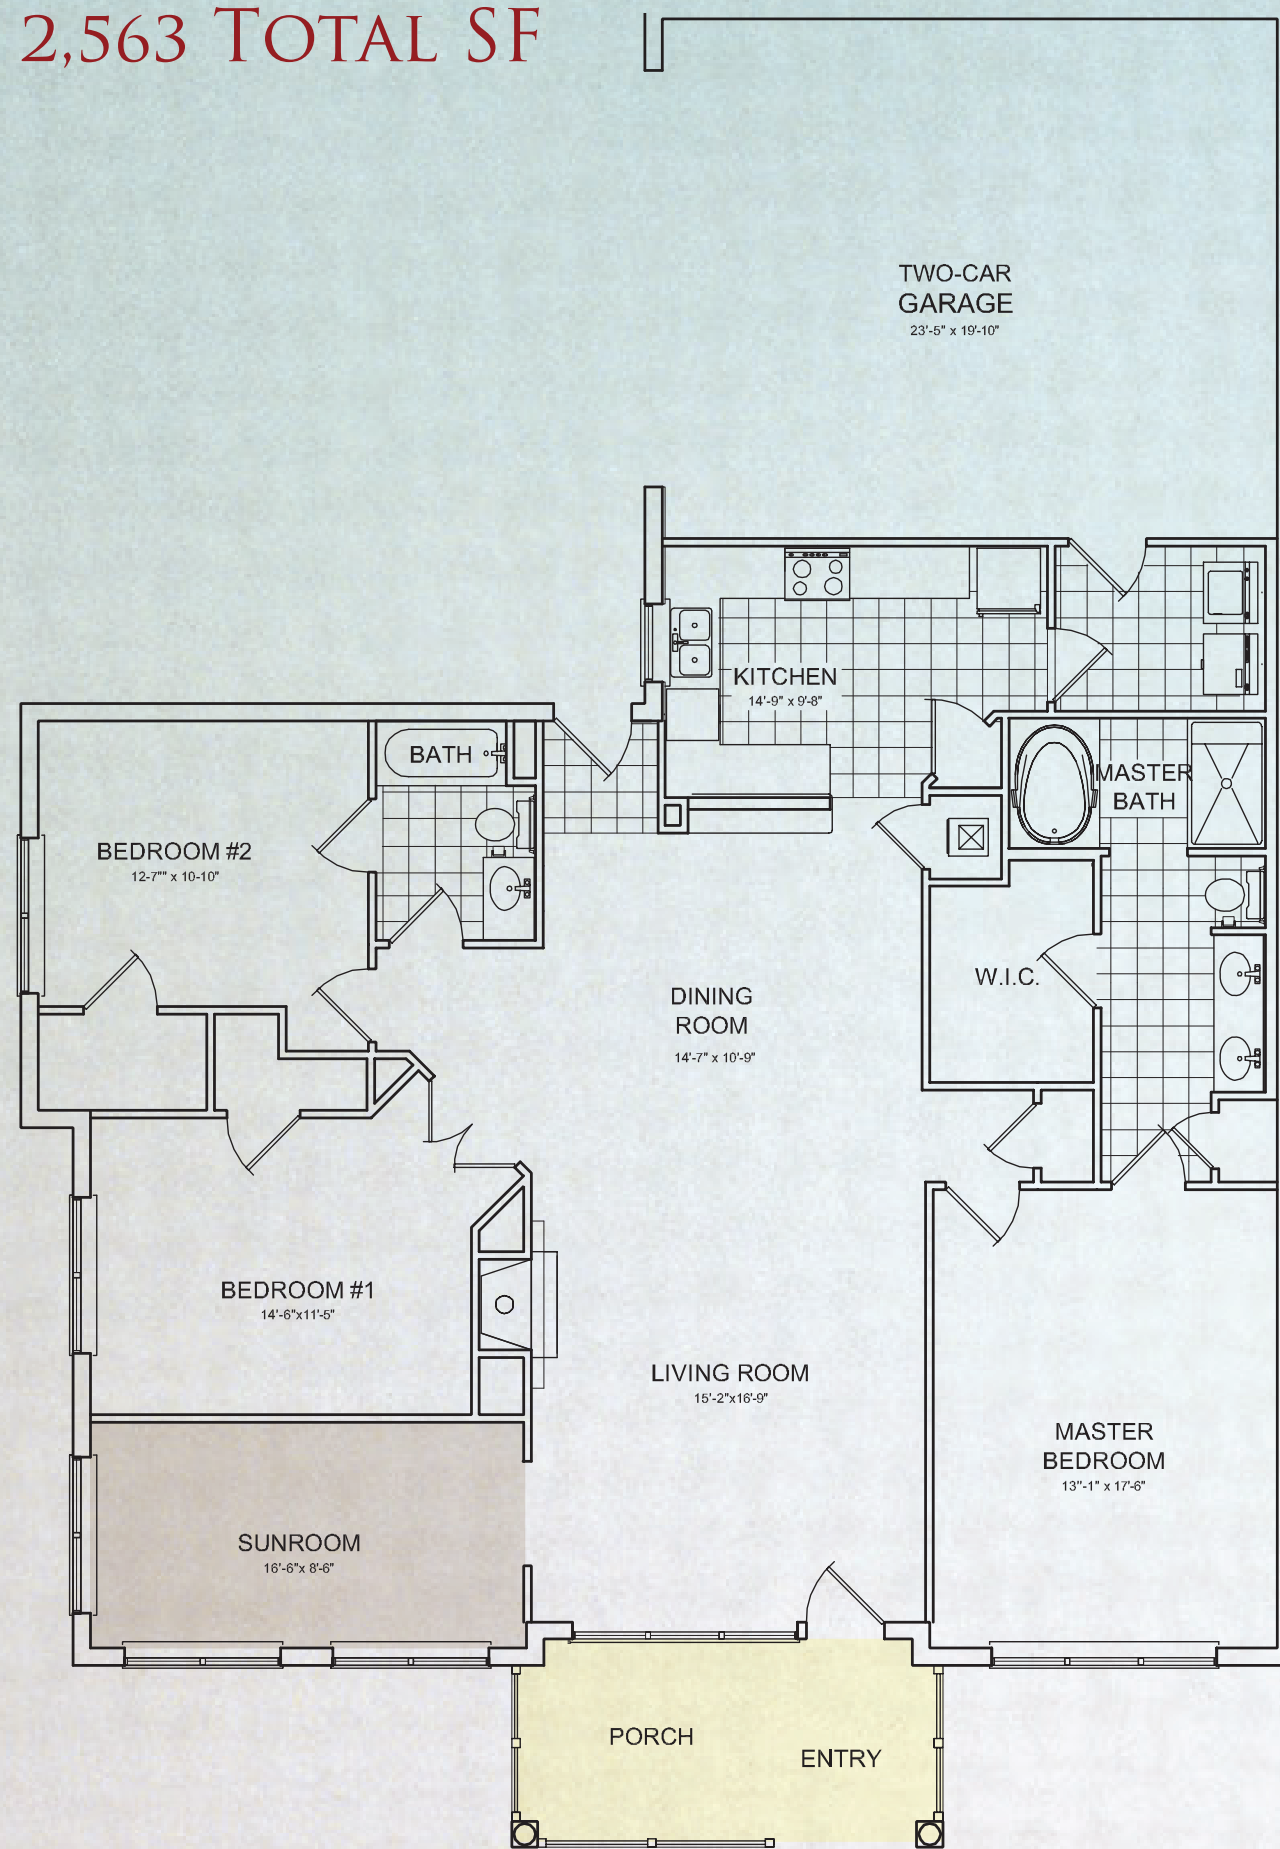 2,563 TOTAL SF
TWO-CAR
GARAGE
23'-5" x 19'-10"
KITCHEN
14'-9" x 9'-8"
BATH
MASTER
BATH
BEDROOM #2
12-7"" x 10-10"
W.I.C.
DINING
ROOM
14'-7" x 10'-9"
BEDROOM #1
14'-6"x11'-5"
LIVING ROOM
15'-2"x16'-9"
MASTER
BEDROOM
13"-1" x 17'-6"
SUNROOM
16'-6"x 8'-6"
PORCH
ENTRY